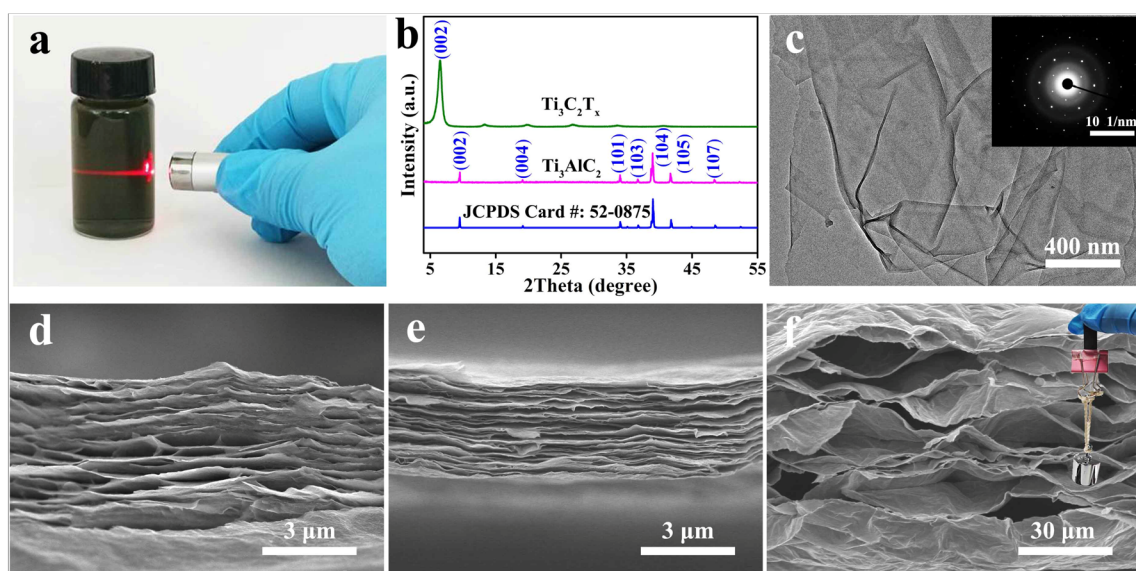 a
b
(002)
Ti₃C₂Tₓ
(002)
(004)
(101)
(103)
(104)
(105)
(107)
Ti₃AlC₂
JCPDS Card #: 52-0875
Intensity (a.u.)
5 15 25 35 45 55
2Theta (degree)
c
10 1/nm
400 nm
d
3 μm
e
3 μm
f
30 μm